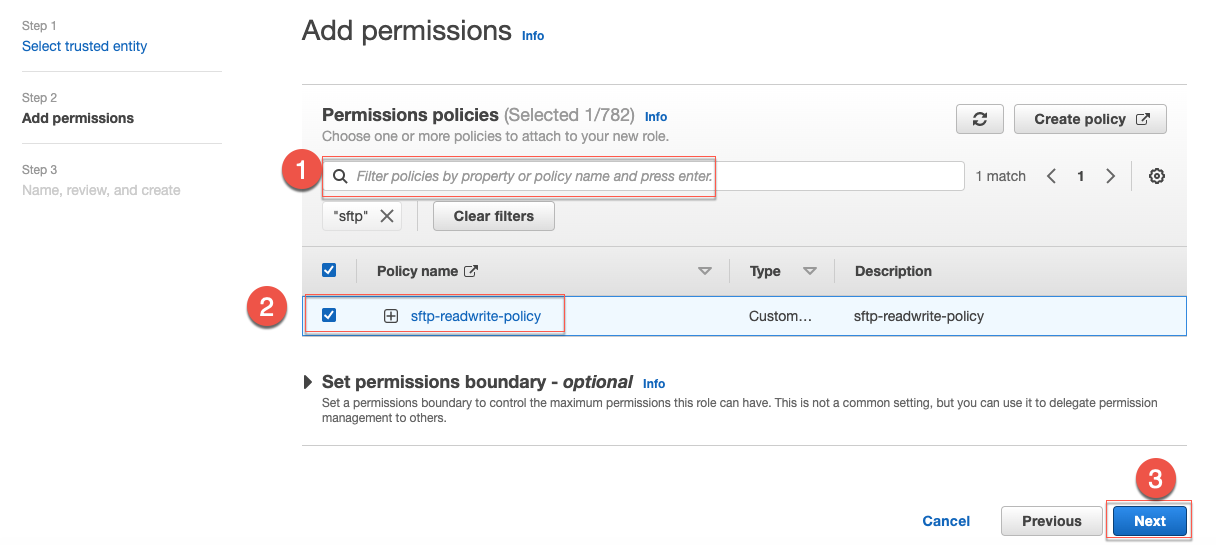 Step 1
Select trusted entity
Step 2
Add permissions
Step 3
Name, review, and create
Add permissions Info
Permissions policies (Selected 1/782) Info
Choose one or more policies to attach to your new role.
Create policy
1
Filter policies by property or policy name and press enter.
1 match
1
"sftp"
Clear filters
Policy name
Type
Description
2
sftp-readwrite-policy
Custom…
sftp-readwrite-policy
Set permissions boundary - optional Info
Set a permissions boundary to control the maximum permissions this role can have. This is not a common setting, but you can use it to delegate permission
management to others.
3
Cancel
Previous
Next